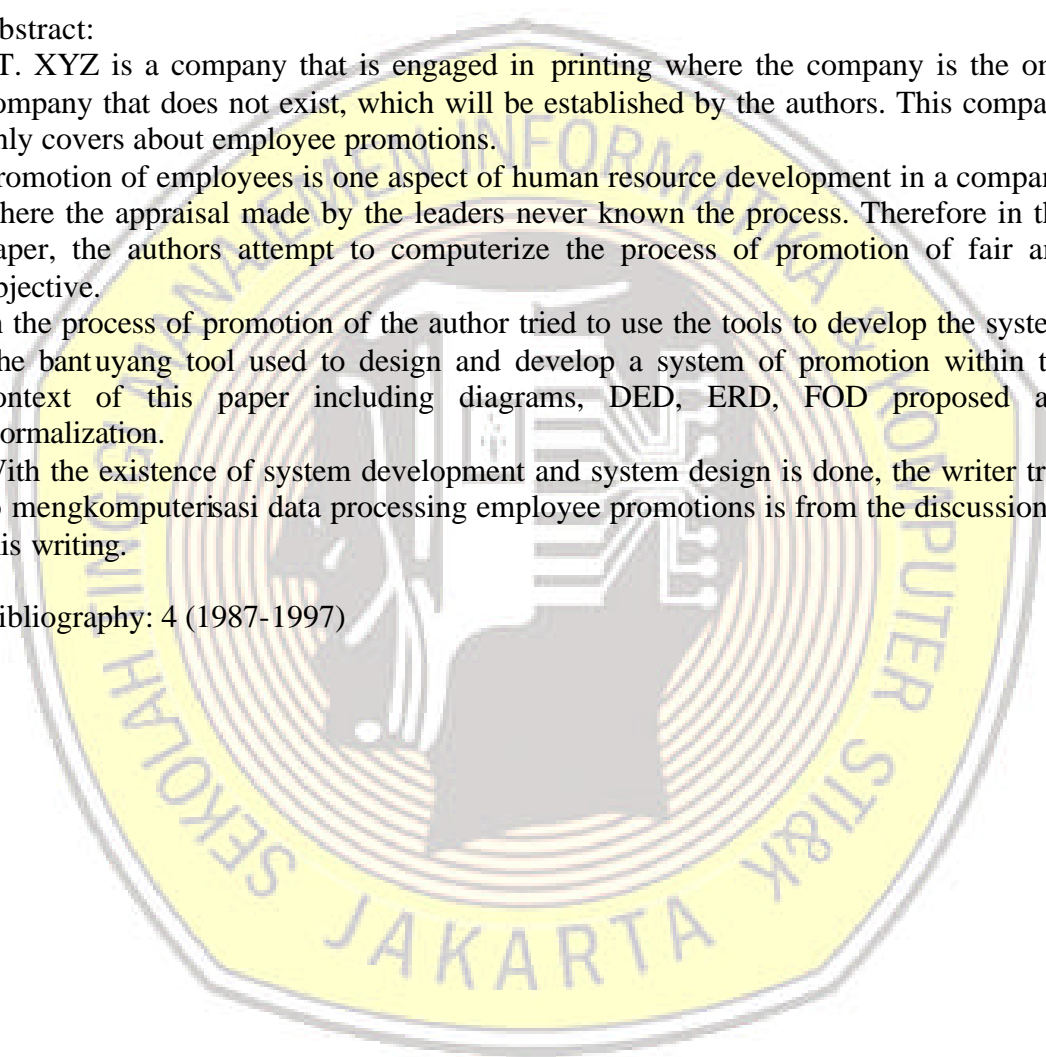 bstract:
T. XYZ is a company that is engaged in printing where the company is the on
ompany that does not exist, which will be established by the authors. This compa
nly covers about employee promotions.
romotion of employees is one aspect of human resource development in a compan
here the appraisal made by the leaders never known the process. Therefore in th
aper, the authors attempt to computerize the process of promotion of fair an
bjective.
n the process of promotion of the author tried to use the tools to develop the syste
he bantuyang tool used to design and develop a system of promotion within t
ontext of this paper including diagrams, DED, ERD, FOD proposed a
ormalization.
With the existence of system development and system design is done, the writer tr
o mengkomputerisasi data processing employee promotions is from the discussion
is writing.
ibliography: 4 (1987-1997)
SEKOLAH TINGGI MANAJEMEN INFORMATIKA & KOMPUTER STI&K
JAKARTA